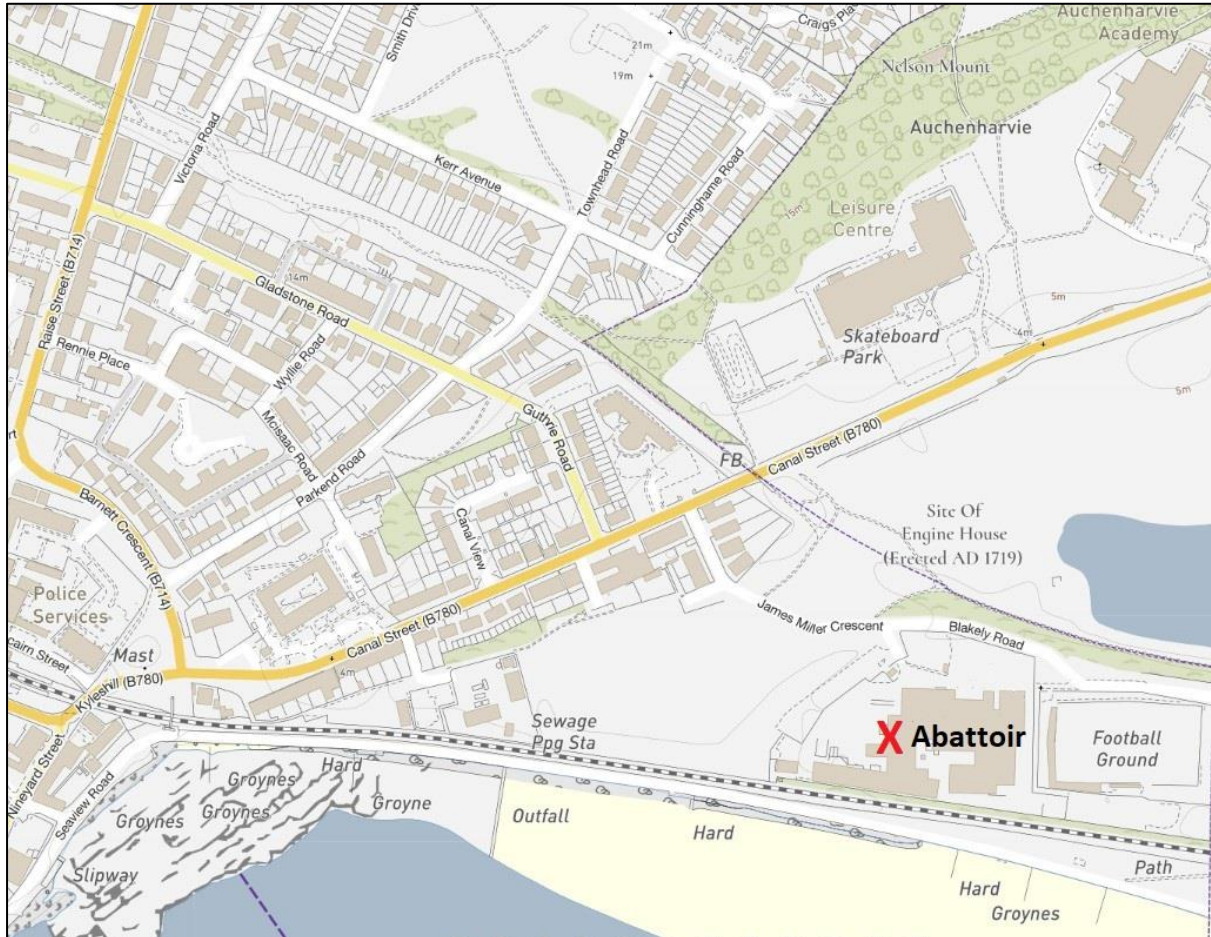 Craigs Place
Auchenharvie
Academy
Smith Drive
21m
19m
Nelson Mount
Auchenharvie
Victoria Road
Kerr Avenue
Townhead Road
Cunninghame Road
15m
Leisure
Centre
Raise Street (B714)
14m
Gladstone Road
5m
4m
Skateboard
Park
5m
Rennie Place
Wyllie Road
Mcisaac Road
Guthrie Road
Parkend Road
Canal Street (B780)
FB
Barnett Crescent (B714)
Canal View
Site Of
Engine House
(Erected AD 1719)
Police
Services
James Miller Crescent
Blakely Road
cairn Street
Mast
Canal Street (B780)
4m
Kyleshill (B780)
Sewage
Ppg Sta
X Abattoir
Football
Ground
Nineyard Street
Seaview Road
Groynes
Hard
Groynes
Groynes
Groyne
Outfall
Hard
Slipway
Path
Hard
Groynes